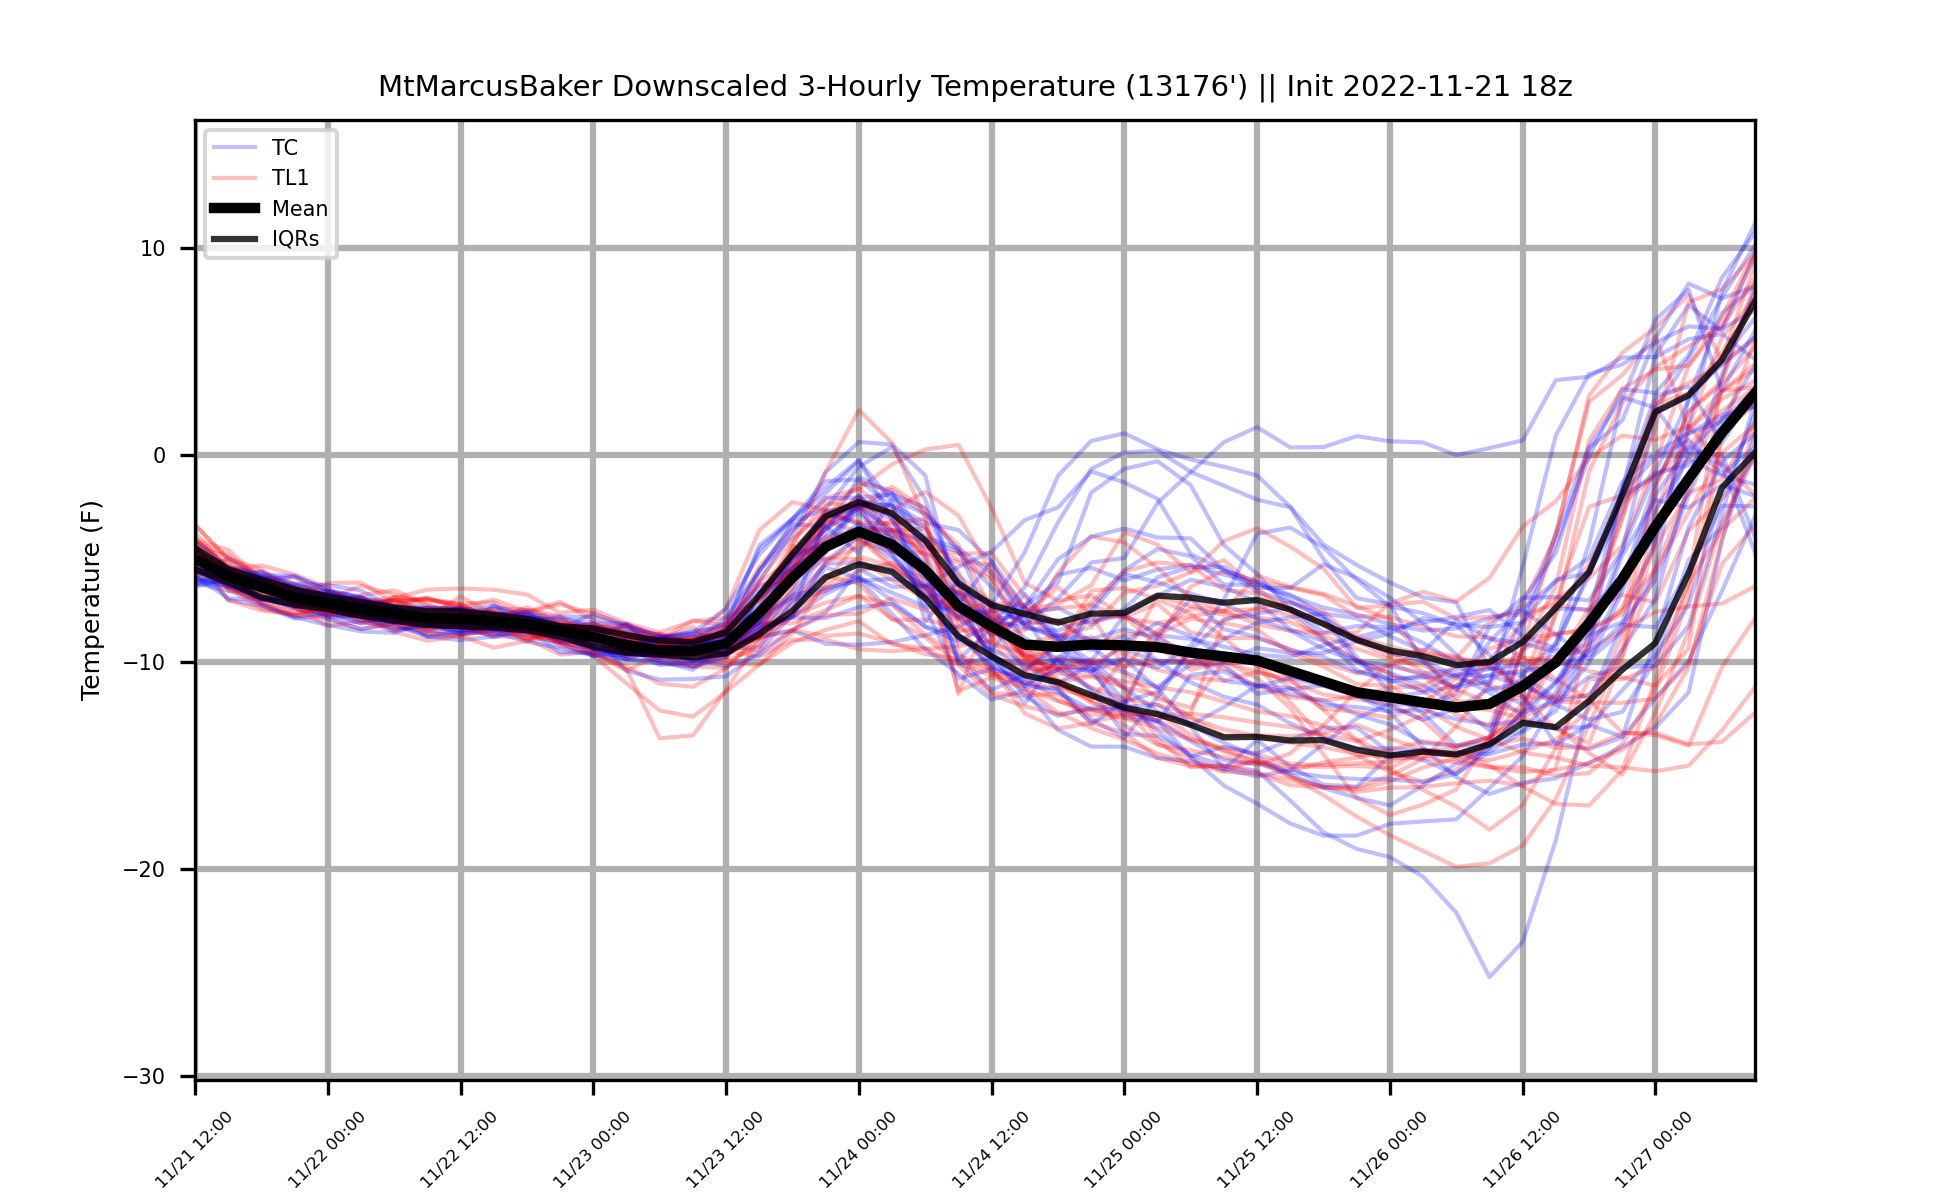 MtMarcusBaker Downscaled 3-Hourly Temperature (13176') || Init 2022-11-21 18z
TC
TL1
Mean
IQRs
Temperature (F)
10
0
−10
−20
−30
11/21 12:00
11/22 00:00
11/22 12:00
11/23 00:00
11/23 12:00
11/24 00:00
11/24 12:00
11/25 00:00
11/25 12:00
11/26 00:00
11/26 12:00
11/27 00:00